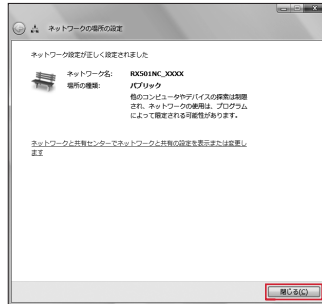 ネットワークの場所の設定
ネットワーク設定が正しく設定されました
ネットワーク名: RX501NC_XXXX
場所の種類: パブリック
他のコンピュータやデバイスの探索は制限
され、ネットワークの使用は、プログラム
によって限定される可能性があります。
ネットワークと共有センターでネットワークと共有の設定を表示または変更し
ます
閉じる(C)